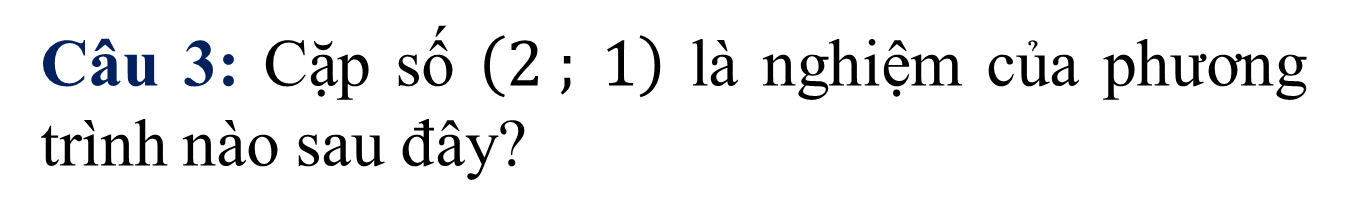 Câu 3: Cặp số (2 ; 1) là nghiệm của phương
trình nào sau đây?